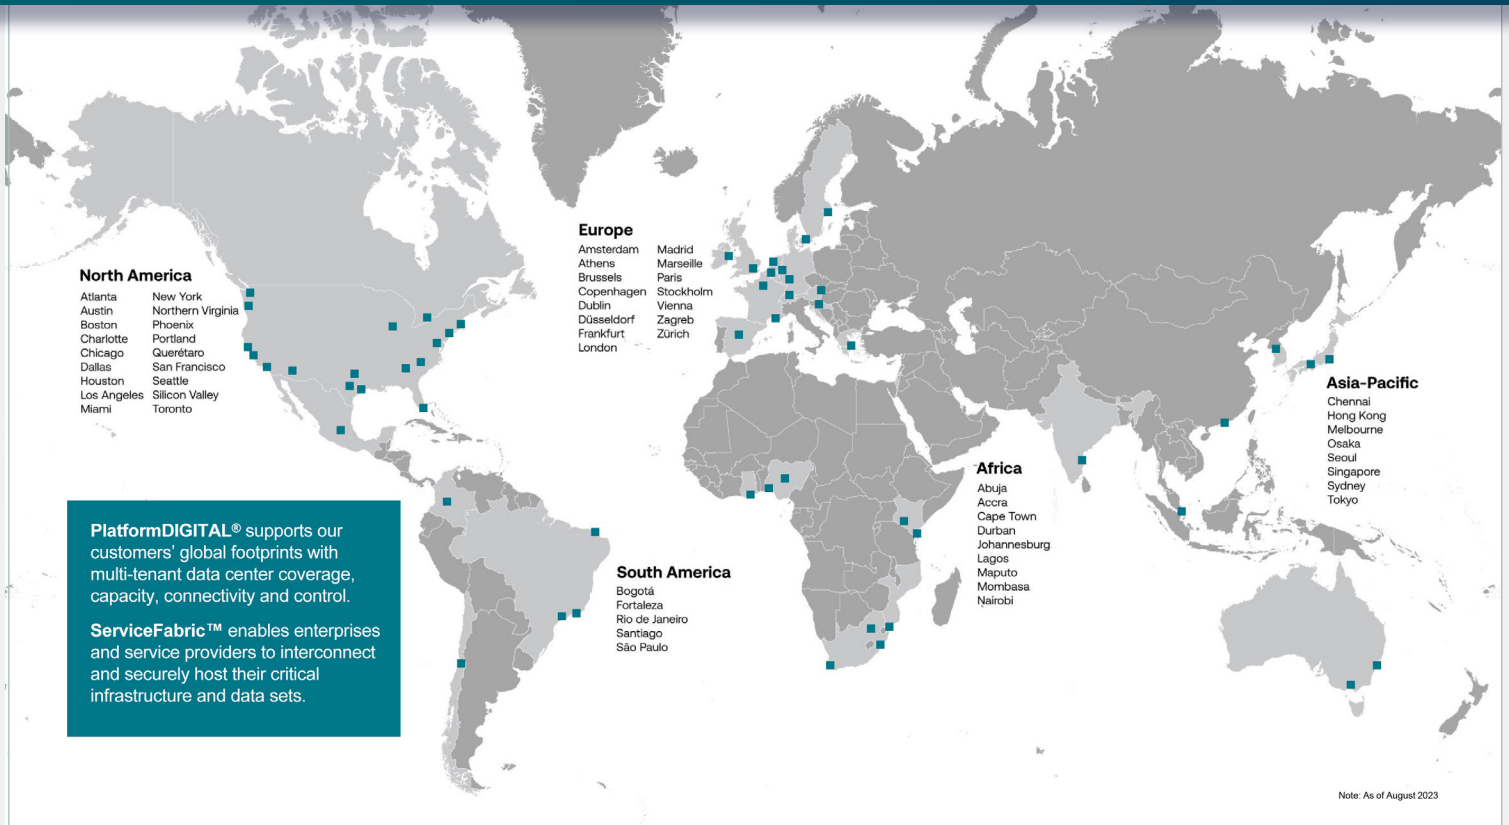 North America
Atlanta
Austin
Boston
Charlotte
Chicago
Dallas
Houston
Los Angeles
Miami
New York
Northern Virginia
Phoenix
Portland
Querétaro
San Francisco
Seattle
Silicon Valley
Toronto
Europe
Amsterdam
Athens
Brussels
Copenhagen
Dublin
Düsseldorf
Frankfurt
London
Madrid
Marseille
Paris
Stockholm
Vienna
Zagreb
Zürich
Asia-Pacific
Chennai
Hong Kong
Melbourne
Osaka
Seoul
Singapore
Sydney
Tokyo
Africa
Abuja
Accra
Cape Town
Durban
Johannesburg
Lagos
Maputo
Mombasa
Nairobi
South America
Bogotá
Fortaleza
Rio de Janeiro
Santiago
São Paulo
PlatformDIGITAL® supports our
customers’ global footprints with
multi-tenant data center coverage,
capacity, connectivity and control.
ServiceFabric™ enables enterprises
and service providers to interconnect
and securely host their critical
infrastructure and data sets.
Note: As of August 2023